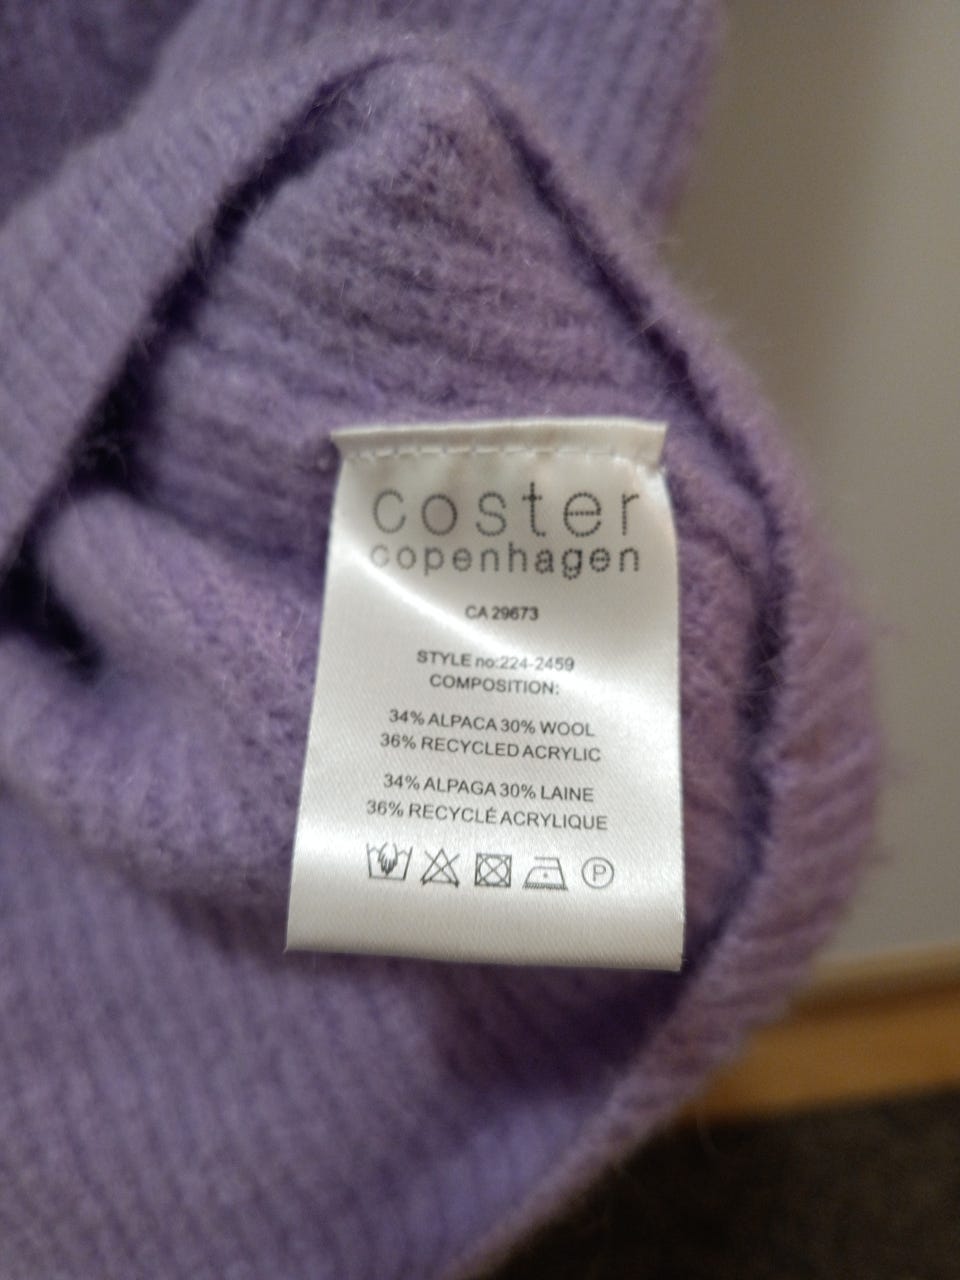 coster
copenhagen
CA 29673
STYLE no:224-2459
COMPOSITION:
34% ALPACA 30% WOOL
36% RECYCLED ACRYLIC
34% ALPAGA 30% LAINE
36% RECYCLÉ ACRYLIQUE
P